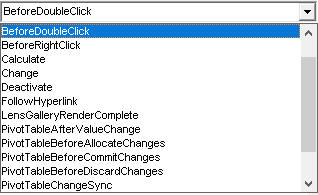 BeforeDoubleClick
BeforeDoubleClick
BeforeRightClick
Calculate
Change
Deactivate
FollowHyperlink
LensGalleryRenderComplete
PivotTableAfterValueChange
PivotTableBeforeAllocateChanges
PivotTableBeforeCommitChanges
PivotTableBeforeDiscardChanges
PivotTableChangeSync